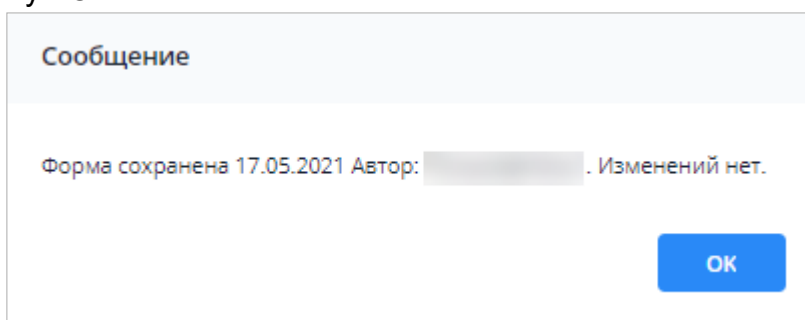 Сообщение
Форма сохранена 17.05.2021 Автор: . Изменений нет.
ОК